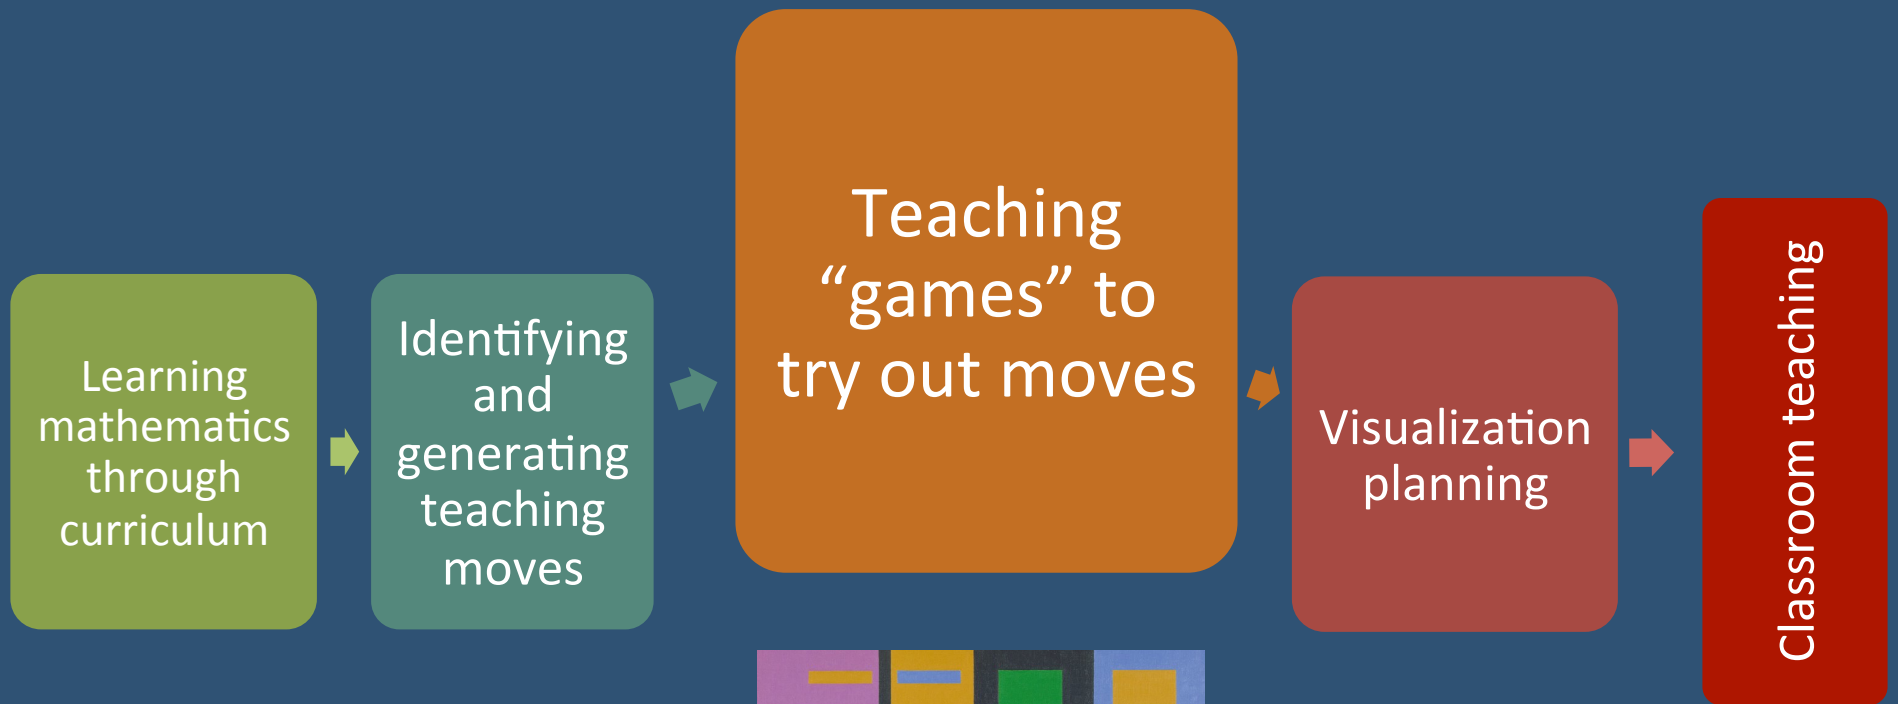 Learning
mathematics
through
curriculum
Identifying
and
generating
teaching
moves
Teaching
“games” to
try out moves
Visualization
planning
Classroom teaching